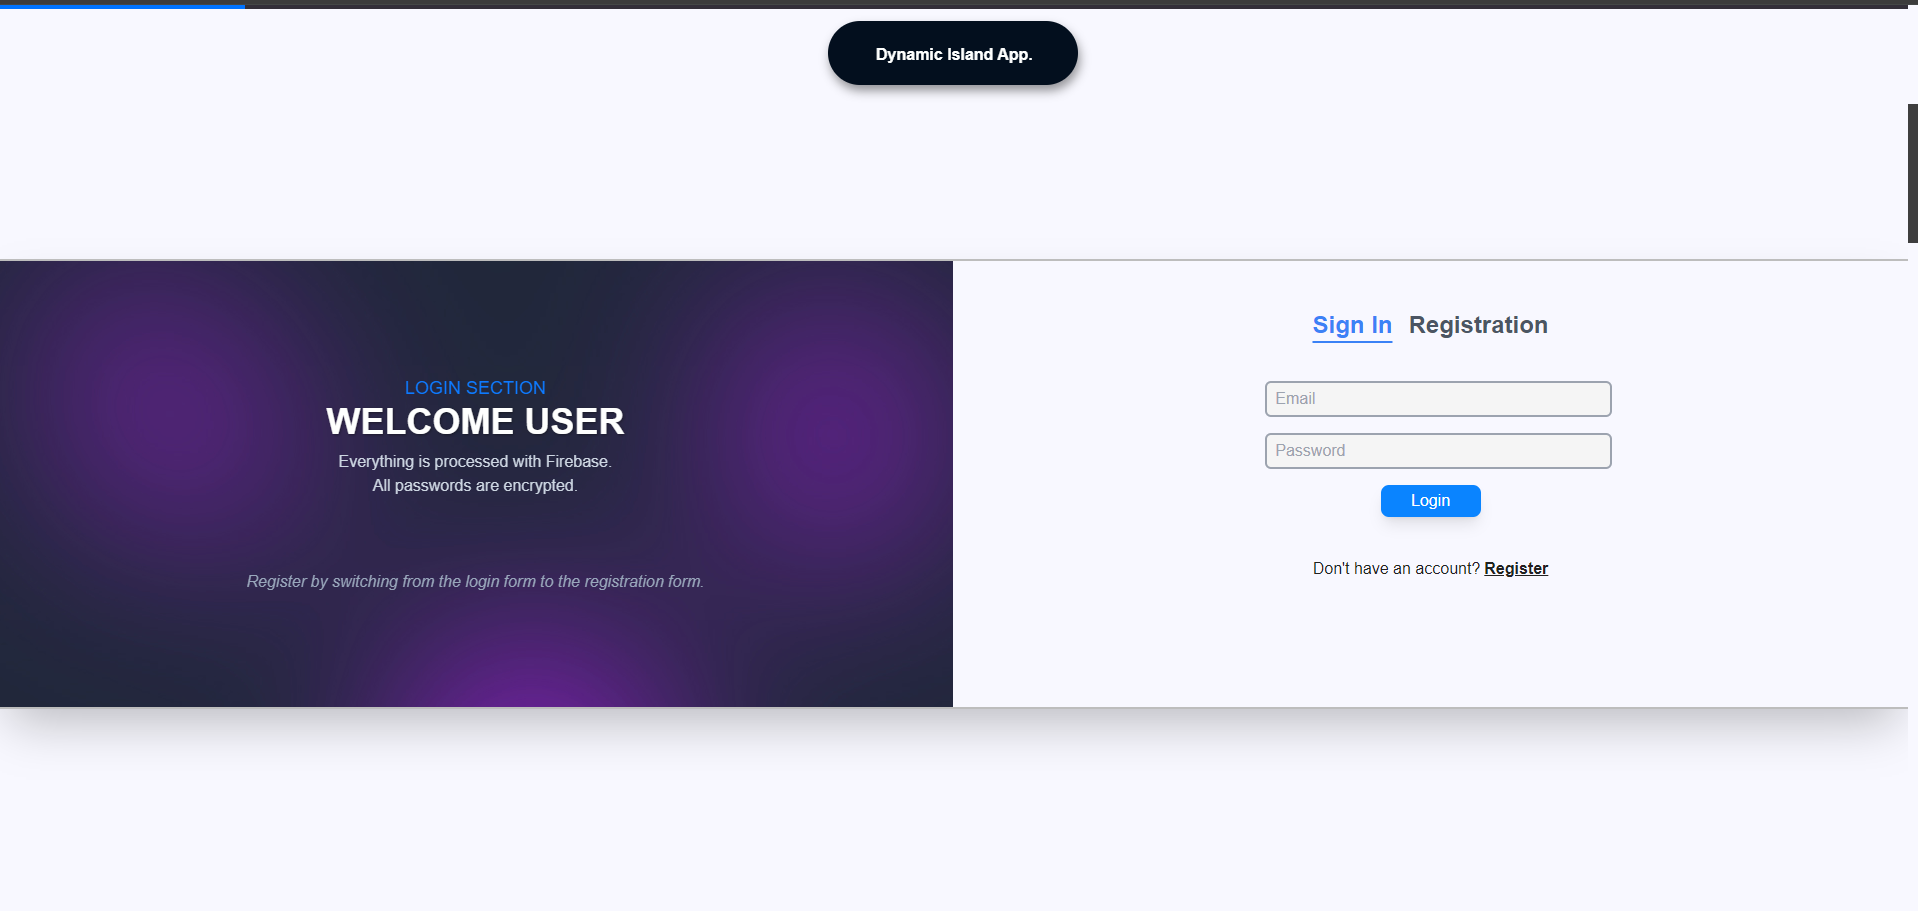 Dynamic Island App.
LOGIN SECTION
WELCOME USER
Everything is processed with Firebase.
All passwords are encrypted.
Register by switching from the login form to the registration form.
Sign In Registration
Email
Password
Login
Don't have an account? Register